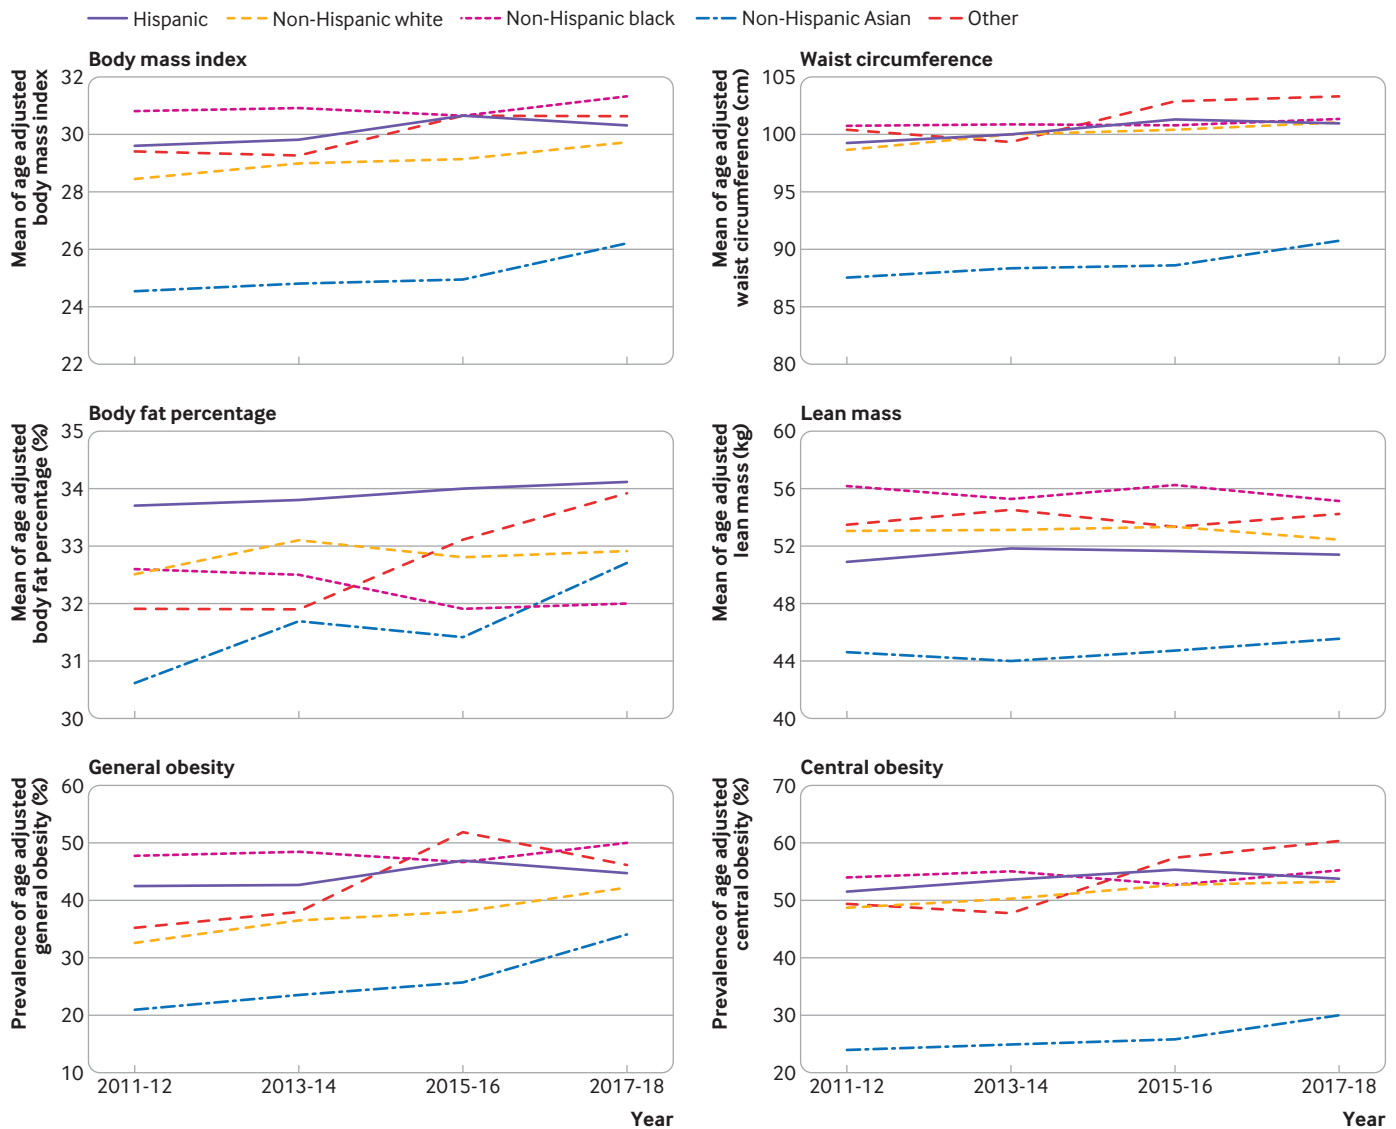 Hispanic Non-Hispanic white Non-Hispanic black Non-Hispanic Asian Other
Body mass index
Mean of age adjusted
body mass index
32
30
28
26
24
22
Waist circumference
Mean of age adjusted
waist circumference (cm)
105
100
95
90
85
80
Body fat percentage
Mean of age adjusted
body fat percentage (%)
35
34
33
32
31
30
Lean mass
Mean of age adjusted
lean mass (kg)
60
56
52
48
44
40
General obesity
Prevalence of age adjusted
general obesity (%)
60
50
40
30
20
10
2011-12 2013-14 2015-16 2017-18
Year
Central obesity
Prevalence of age adjusted
central obesity (%)
70
60
50
40
30
20
2011-12 2013-14 2015-16 2017-18
Year